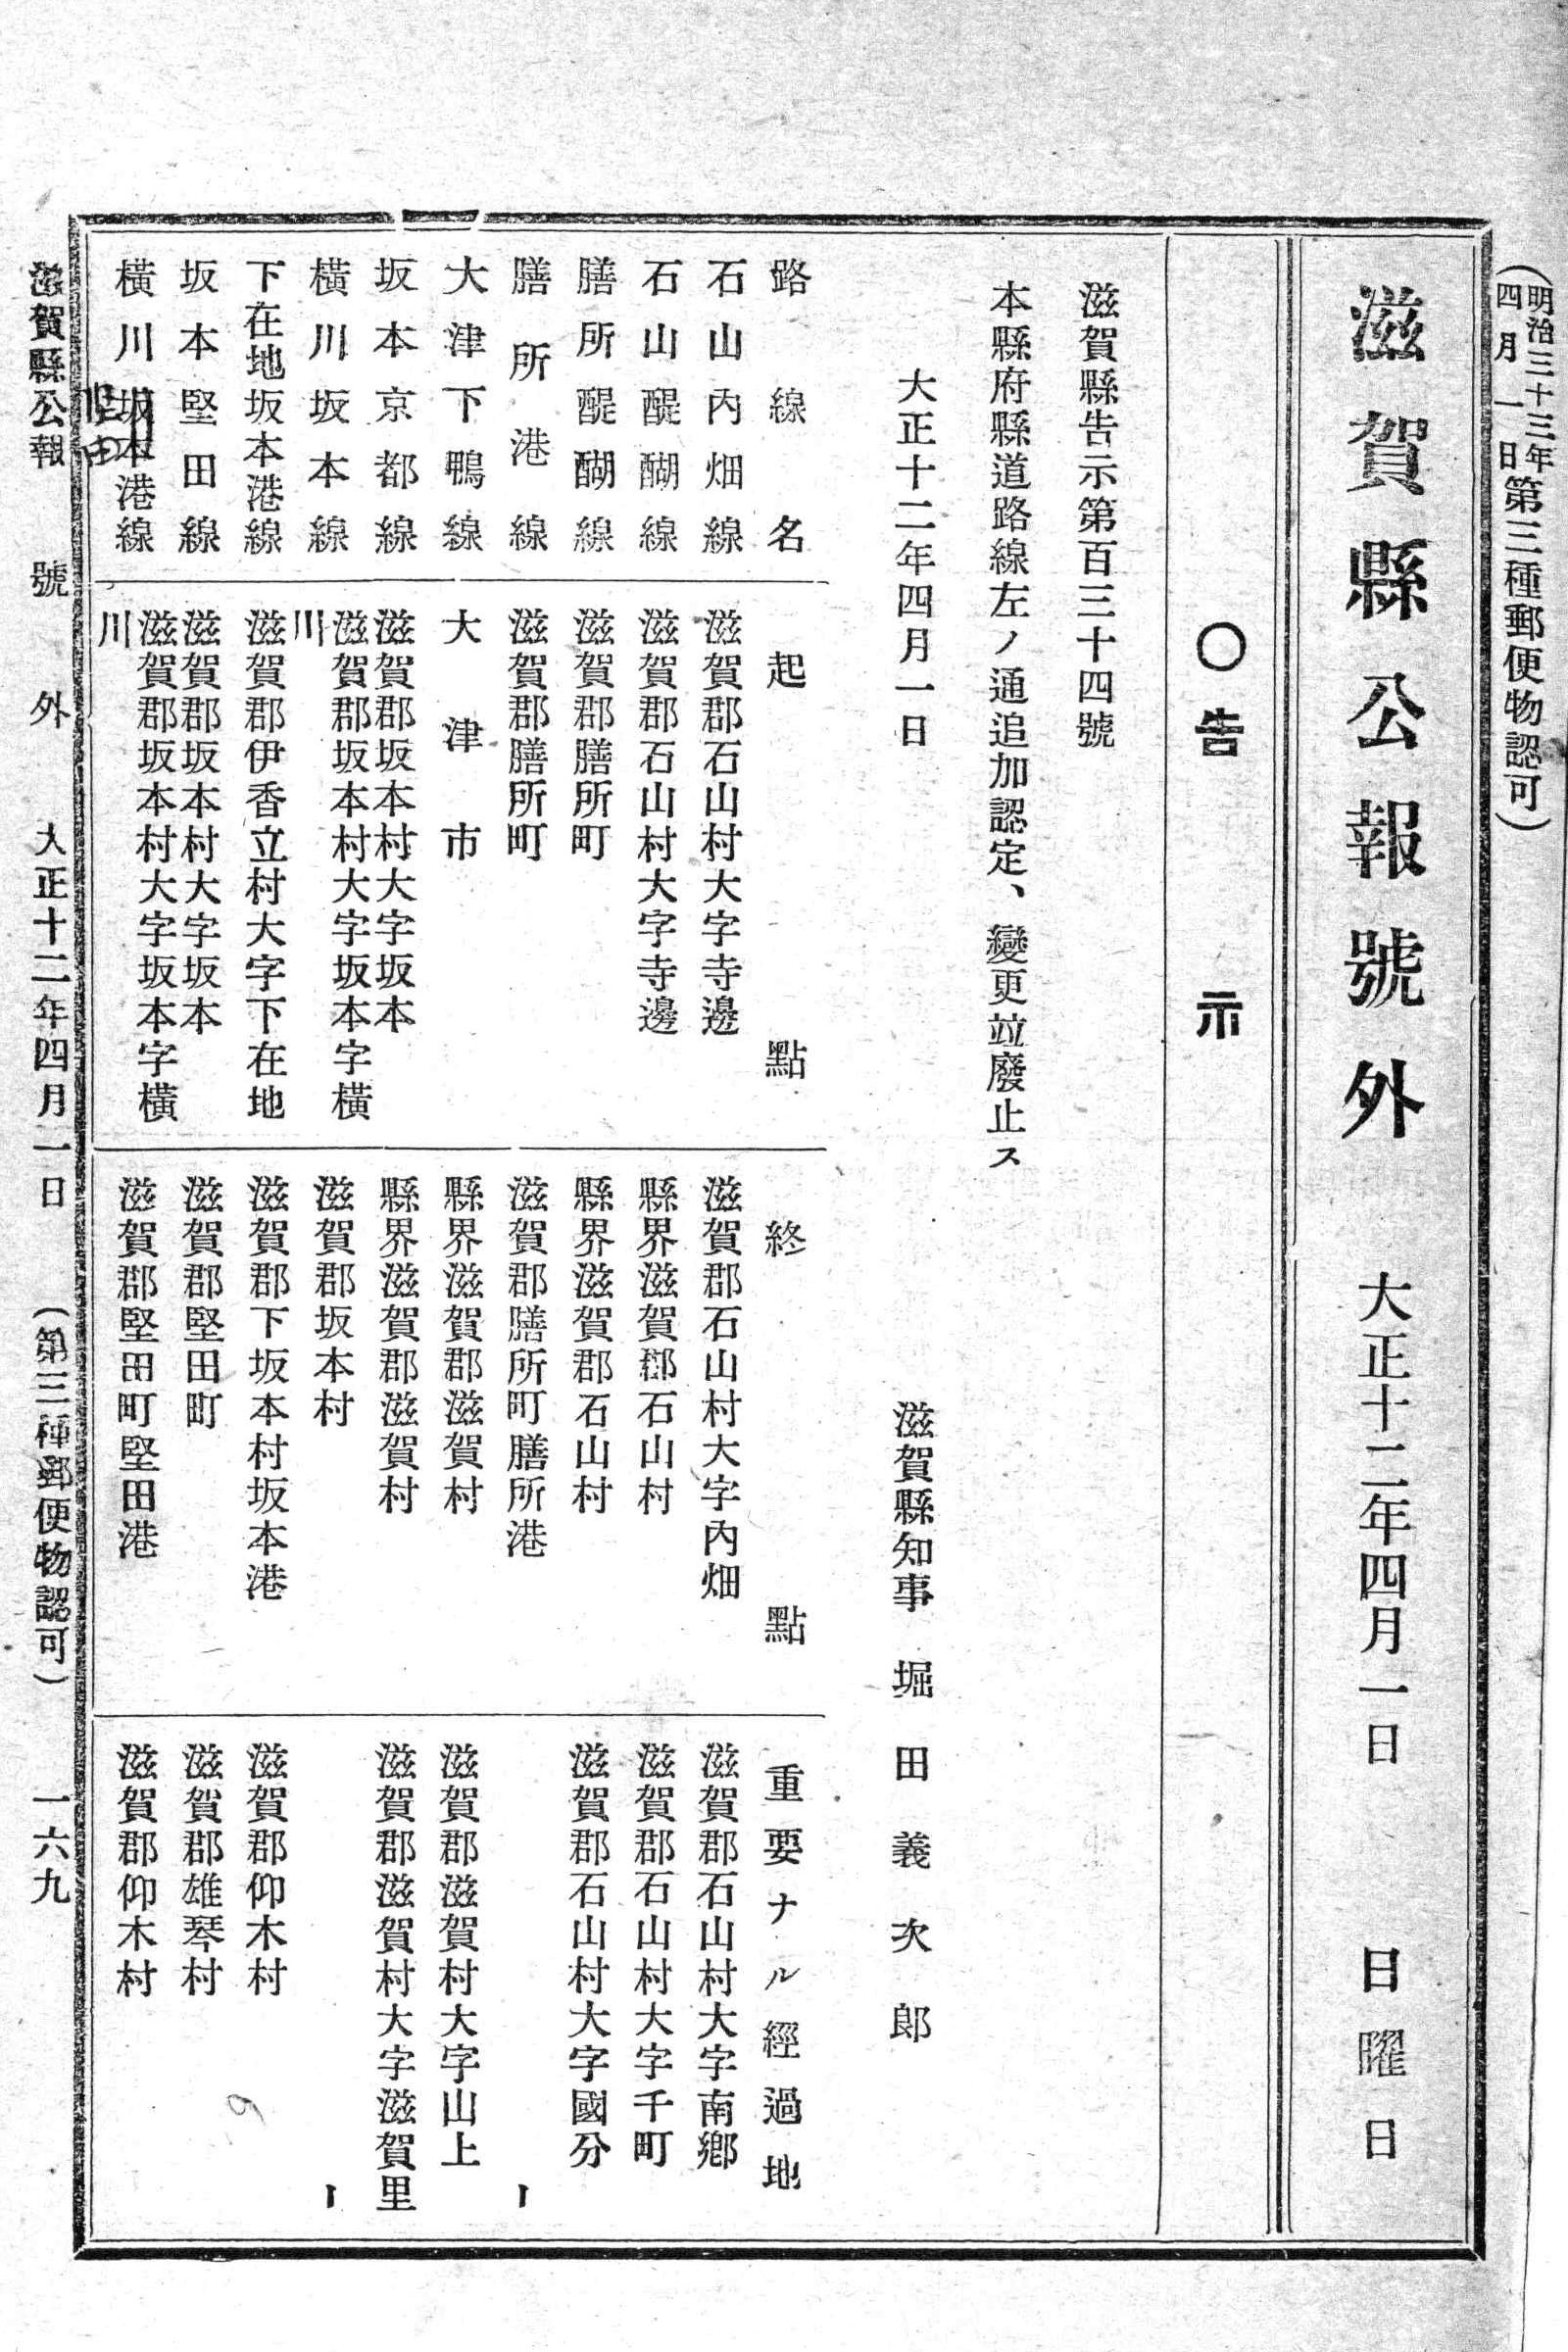 (明治三十三年四月一日第三種郵便物認可)
滋賀縣公報號外 大正十二年四月一日 日曜日
〇告示
滋賀縣告示第百三十四號
本縣府縣道路線左ノ通追加認定、變更竝廢止ス
大正十二年四月一日
滋賀縣知事 堀田義次郎
路線名 起點 終點 重要ナル經過地
石山內畑線 滋賀郡石山村大字寺邊 滋賀郡石山村大字內畑 滋賀郡石山村大字南鄕
石山醍醐線 滋賀郡石山村大字寺邊 縣界滋賀郡石山村 滋賀郡石山村大字千町
膳所醍醐線 滋賀郡膳所町 縣界滋賀郡石山村 滋賀郡石山村大字國分
膳所港線 滋賀郡膳所町 滋賀郡膳所町膳所港 ー
大津下鴨線 大津市 縣界滋賀郡滋賀村 滋賀郡滋賀村大字山上
坂本京都線 滋賀郡坂本村大字坂本 縣界滋賀郡滋賀村 滋賀郡滋賀村大字滋賀里
橫川坂本線 滋賀郡坂本村大字坂本字橫川 滋賀郡坂本村 ー
下在地坂本港線 滋賀郡伊香立村大字下在地 滋賀郡下坂本村坂本港 滋賀郡仰木村
坂本堅田線 滋賀郡坂本村大字坂本 滋賀郡堅田町 滋賀郡雄琴村
橫川坂本港線 滋賀郡坂本村大字坂本字橫川 滋賀郡堅田町堅田港 滋賀郡仰木村
堅田
滋賀縣公報 號外 大正十二年四月一日 (第三種郵便物認可) 一六九